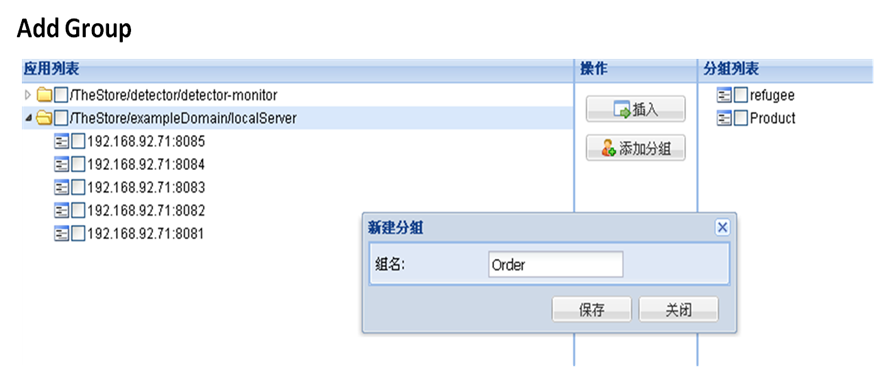 Add Group
应用列表
操作
分组列表
/TheStore/detector/detector-monitor
/TheStore/exampleDomain/localServer
192.168.92.71:8085
192.168.92.71:8084
192.168.92.71:8083
192.168.92.71:8082
192.168.92.71:8081
插入
添加分组
refugee
Product
新建分组
组名:
Order
保存
关闭